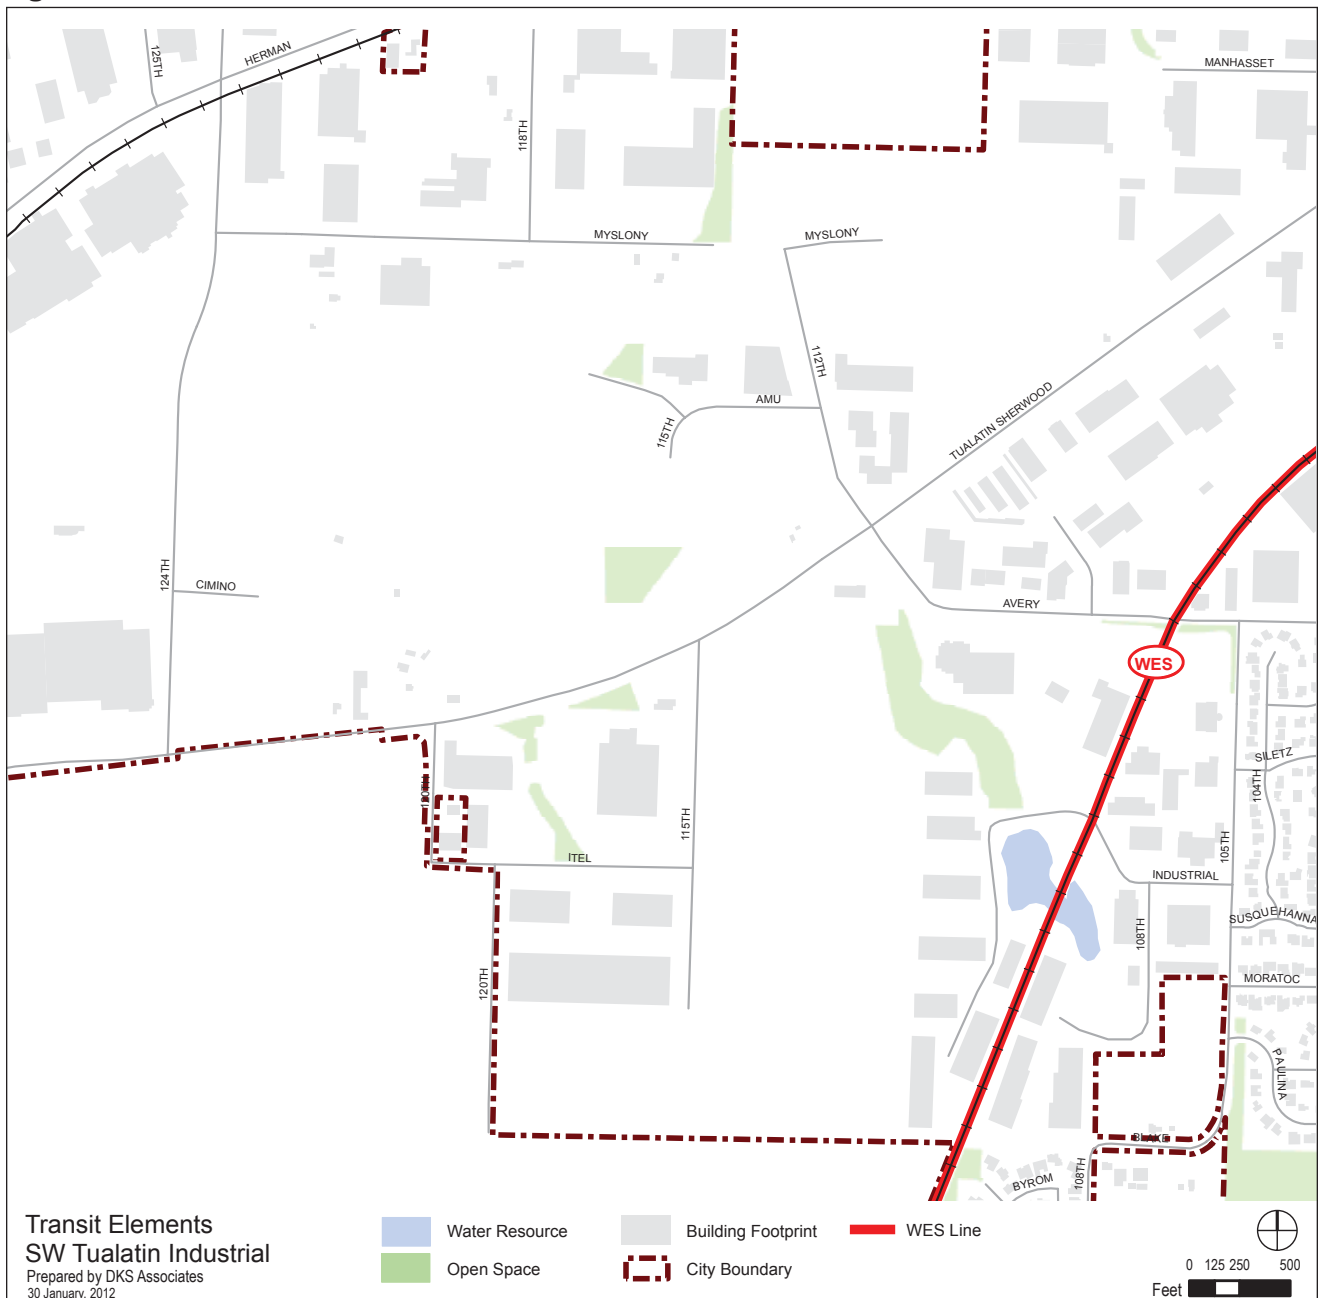 HERMAN
125TH
MANHASSET
118TH
MYSLONY
MYSLONY
112TH
TUALATIN SHERWOOD
AMU
115TH
124TH
CIMINO
AVERY
WES
SILETZ
104TH
120TH
115TH
105TH
ITEL
INDUSTRIAL
SUSQUEHANNA
108TH
120TH
MORATOC
PAULINA
BLAKE
BYROM
108TH
Transit Elements
SW Tualatin Industrial
Prepared by DKS Associates
30 January, 2012
Water Resource
Open Space
Building Footprint
City Boundary
WES Line
0 125 250 500
Feet